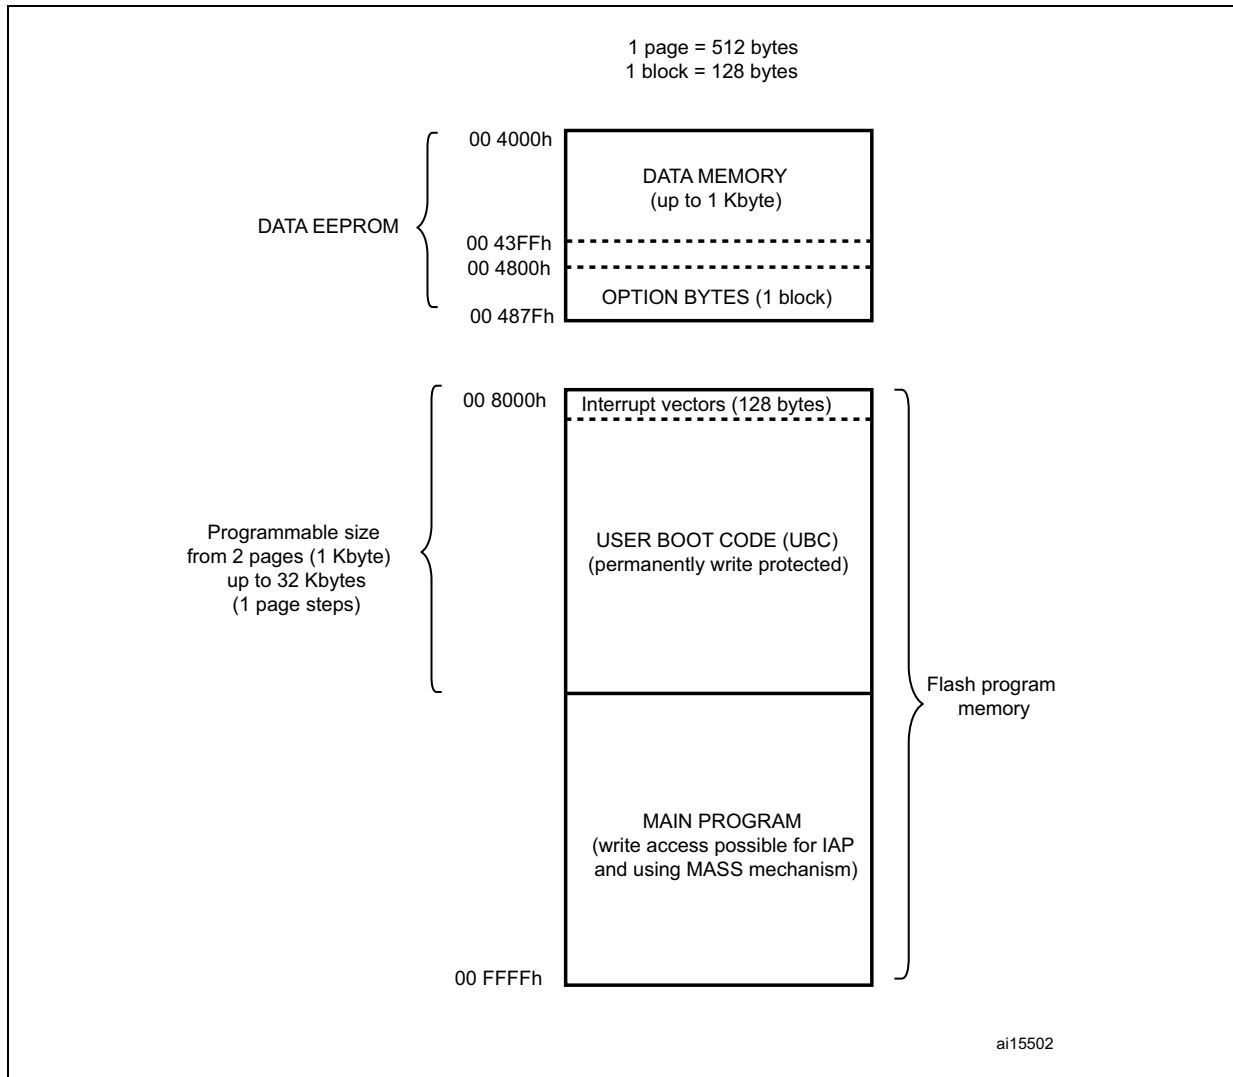 1 page = 512 bytes
1 block = 128 bytes
00 4000h
DATA MEMORY
(up to 1 Kbyte)
DATA EEPROM
00 43FFh
00 4800h
OPTION BYTES (1 block)
00 487Fh
00 8000h
Interrupt vectors (128 bytes)
Programmable size
from 2 pages (1 Kbyte)
up to 32 Kbytes
(1 page steps)
USER BOOT CODE (UBC)
(permanently write protected)
Flash program
memory
MAIN PROGRAM
(write access possible for IAP
and using MASS mechanism)
00 FFFFh
ai15502